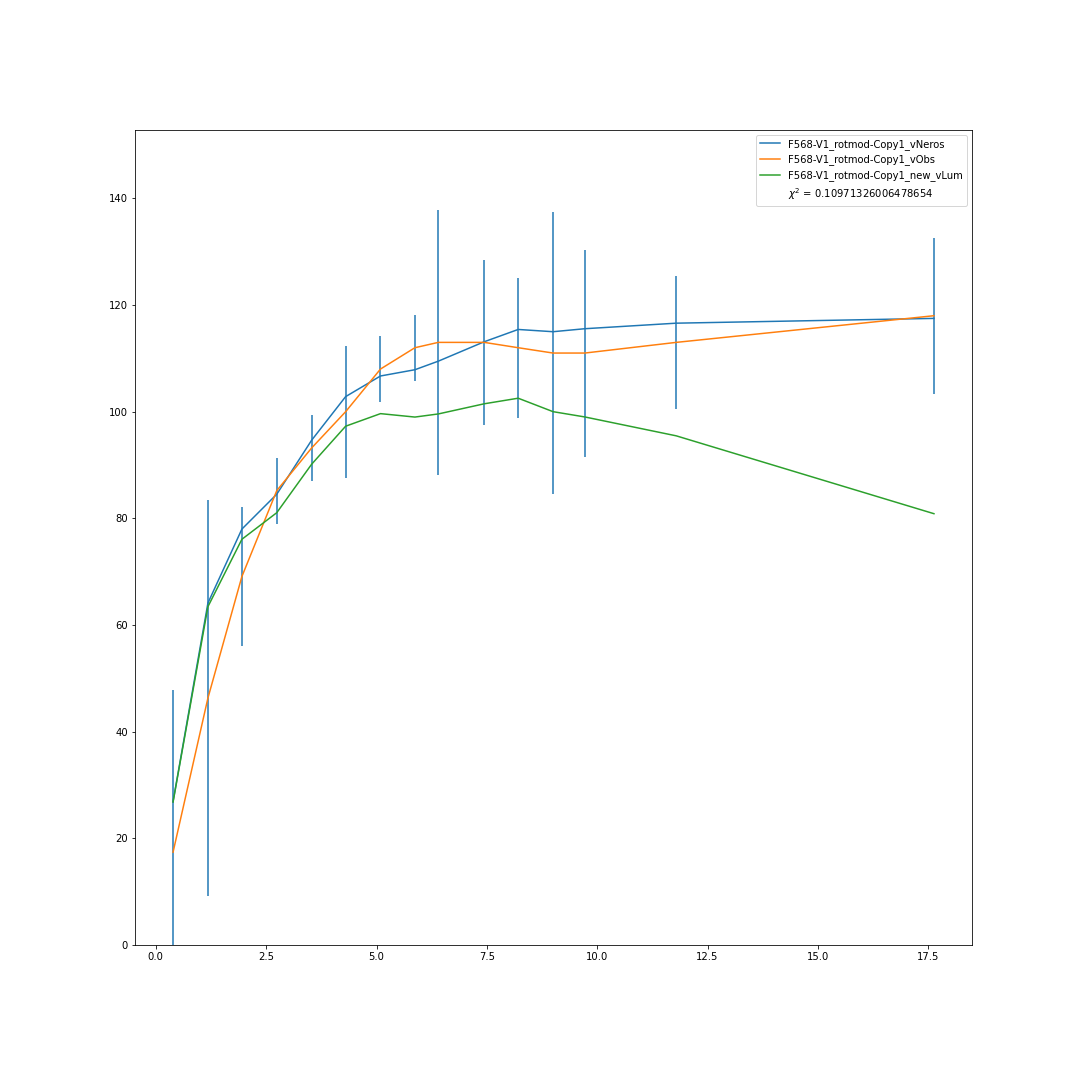 F568-V1_rotmod-Copy1_vNeros
F568-V1_rotmod-Copy1_vObs
F568-V1_rotmod-Copy1_new_vLum
χ² = 0.10971326006478654
140
120
100
80
60
40
20
0
0.0 2.5 5.0 7.5 10.0 12.5 15.0 17.5